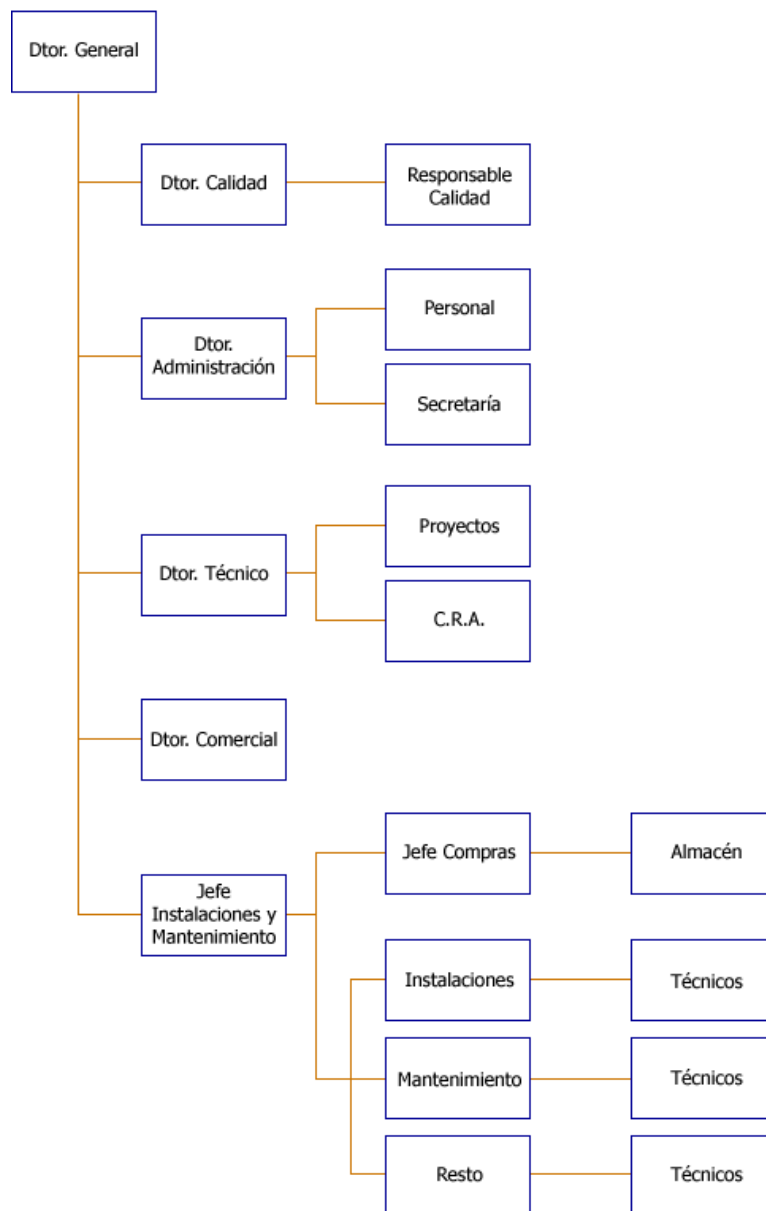 Dtor. General
Dtor. Calidad
Responsable
Calidad
Dtor.
Administración
Personal
Secretaría
Dtor. Técnico
Proyectos
C.R.A.
Dtor. Comercial
Jefe
Instalaciones y
Mantenimiento
Jefe Compras
Almacén
Instalaciones
Técnicos
Mantenimiento
Técnicos
Resto
Técnicos